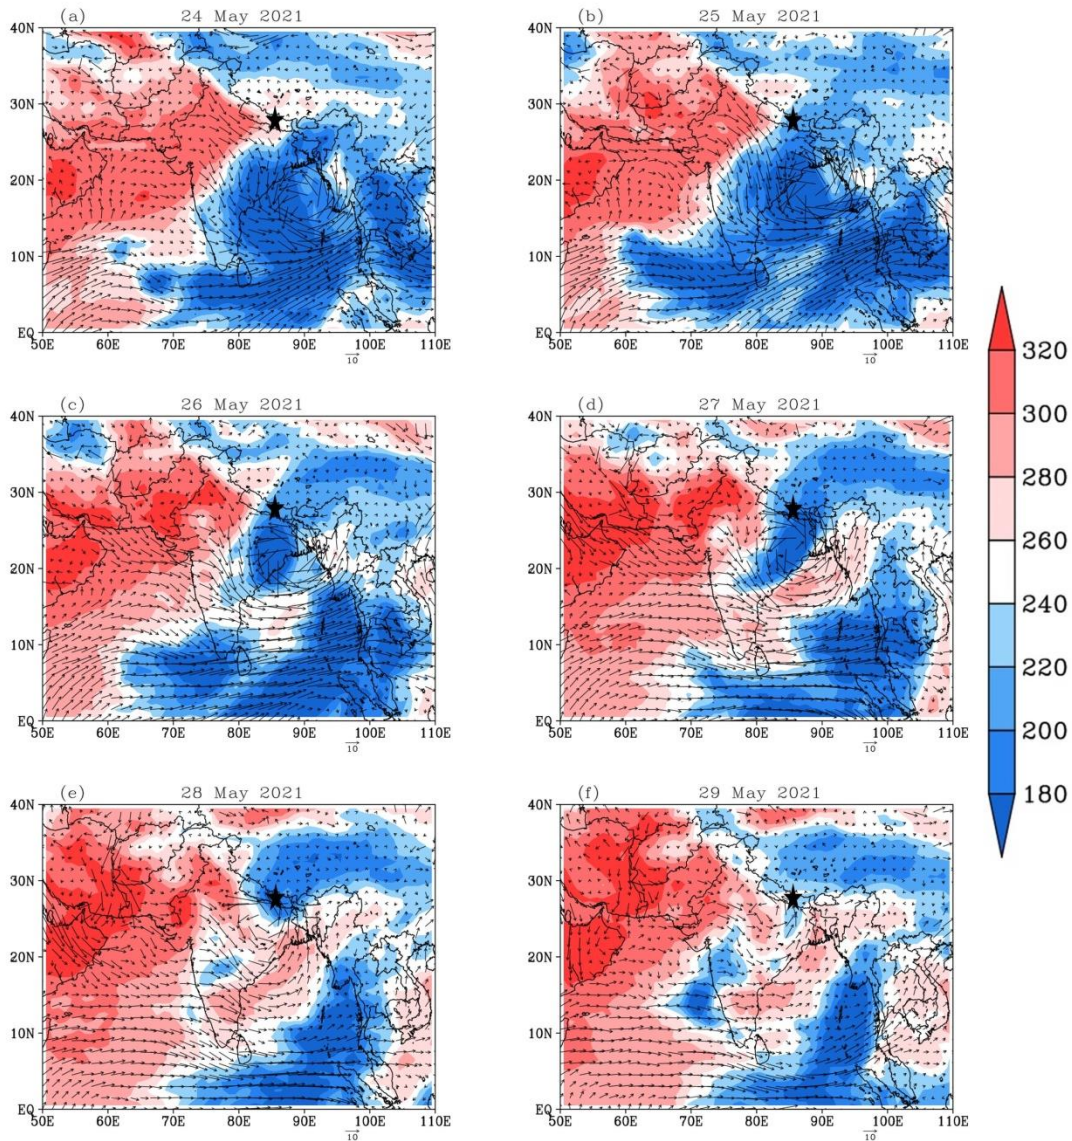 (a) 24 May 2021
40N
30N
20N
10N
EQ
50E 60E 70E 80E 90E 100E 110E
10
(b) 25 May 2021
40N
30N
20N
10N
EQ
50E 60E 70E 80E 90E 100E 110E
10
(c) 26 May 2021
40N
30N
20N
10N
EQ
50E 60E 70E 80E 90E 100E 110E
10
(d) 27 May 2021
40N
30N
20N
10N
EQ
50E 60E 70E 80E 90E 100E 110E
10
(e) 28 May 2021
40N
30N
20N
10N
EQ
50E 60E 70E 80E 90E 100E 110E
10
(f) 29 May 2021
40N
30N
20N
10N
EQ
50E 60E 70E 80E 90E 100E 110E
10
320
300
280
260
240
220
200
180